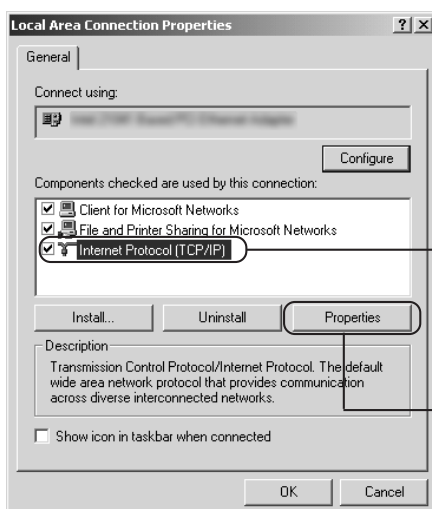 Local Area Connection Properties
General
Connect using:
Configure
Components checked are used by this connection:
Client for Microsoft Networks
File and Printer Sharing for Microsoft Networks
Internet Protocol (TCP/IP)
Install...
Uninstall
Properties
Description
Transmission Control Protocol/Internet Protocol. The default
wide area network protocol that provides communication
across diverse interconnected networks.
Show icon in taskbar when connected
OK
Cancel